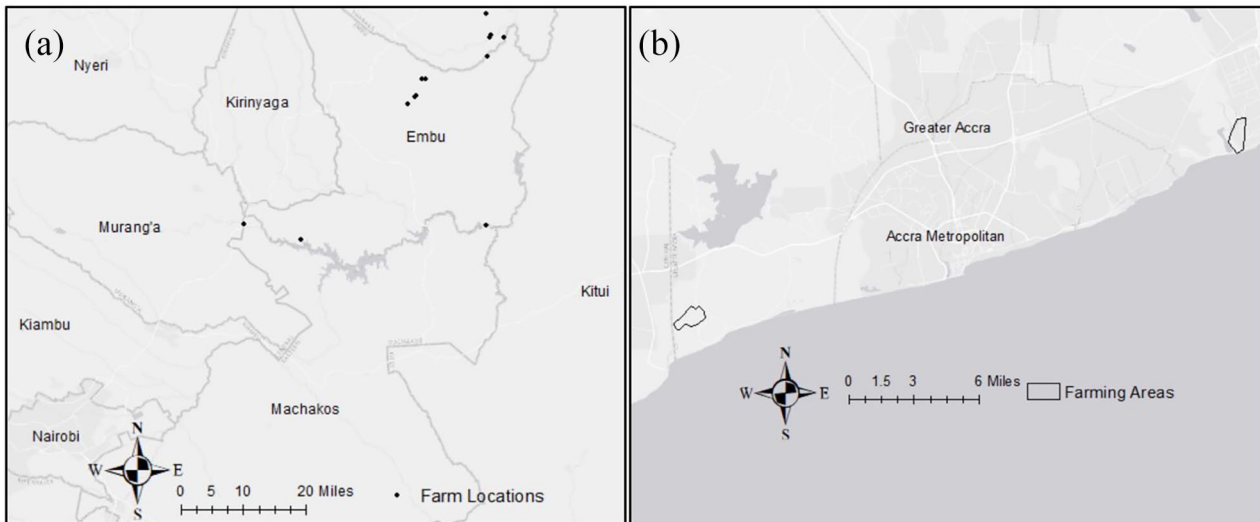 (a)
Nyeri
Kirinyaga
Embu
Murang'a
Kitui
Kiambu
Machakos
Nairobi
N
W E
S
0 5 10 20 Miles
Farm Locations
(b)
Greater Accra
Accra Metropolitan
N
W E
S
0 1.5 3 6 Miles
Farming Areas